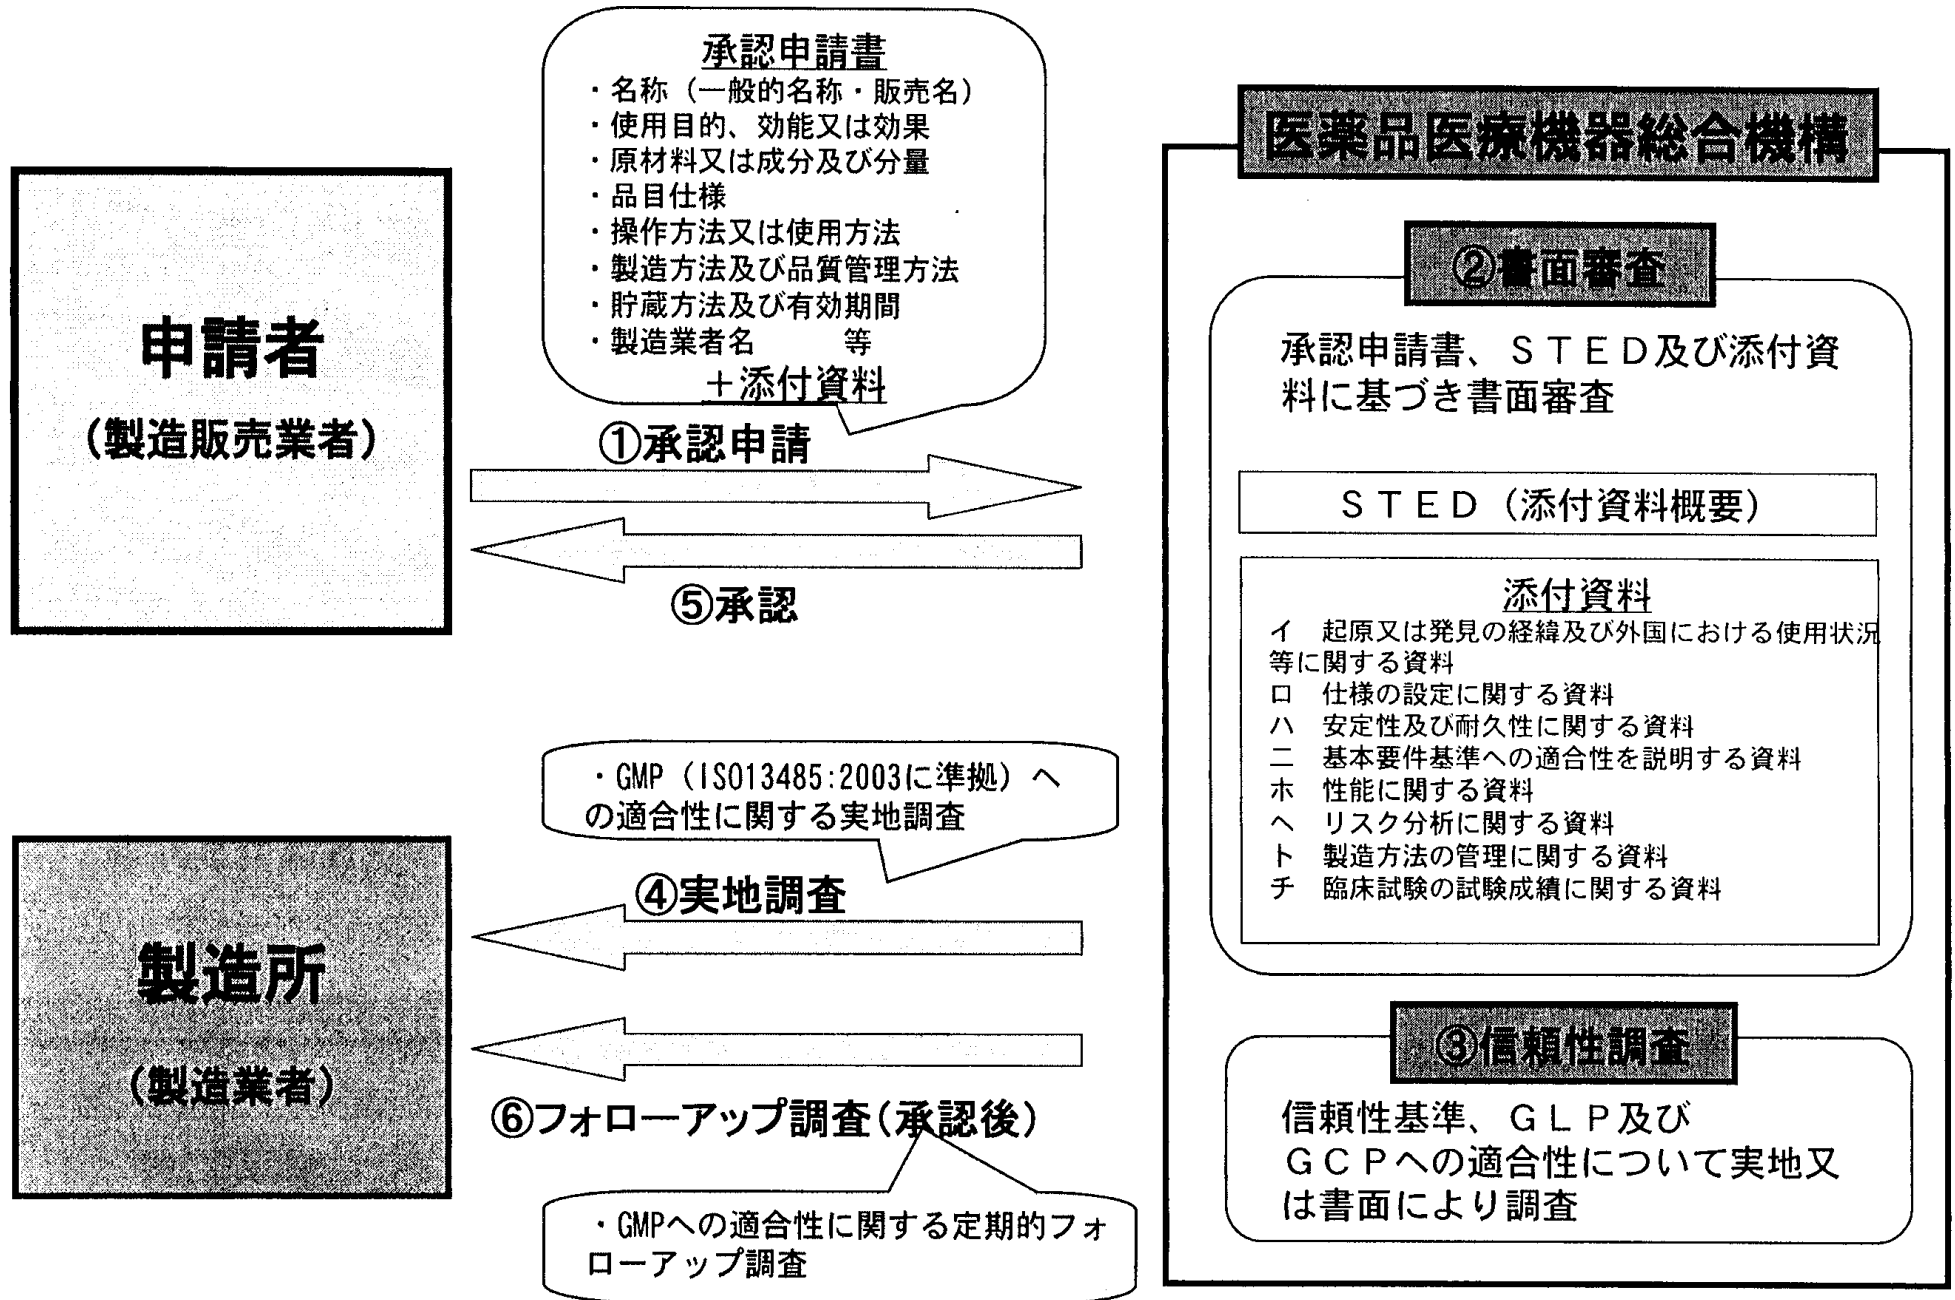 承認申請書
・名称（一般的名称・販売名）
・使用目的、効能又は効果
・原材料又は成分及び分量
・品目仕様
・操作方法又は使用方法
・製造方法及び品質管理方法
・貯蔵方法及び有効期間
・製造業者名　　　等
＋添付資料
申請者
（製造販売業者）
①承認申請
⑤承認
・GMP（ISO13485:2003に準拠）へ
の適合性に関する実地調査
④実地調査
製造所
（製造業者）
⑥フォローアップ調査（承認後）
・GMPへの適合性に関する定期的フォ
ローアップ調査
医薬品医療機器総合機構
②書面審査
承認申請書、ＳＴＥＤ及び添付資
料に基づき書面審査
ＳＴＥＤ（添付資料概要）
添付資料
イ　起原又は発見の経緯及び外国における使用状況
等に関する資料
ロ　仕様の設定に関する資料
ハ　安定性及び耐久性に関する資料
ニ　基本要件基準への適合性を説明する資料
ホ　性能に関する資料
ヘ　リスク分析に関する資料
ト　製造方法の管理に関する資料
チ　臨床試験の試験成績に関する資料
③信頼性調査
信頼性基準、ＧＬＰ及び
ＧＣＰへの適合性について実地又
は書面により調査